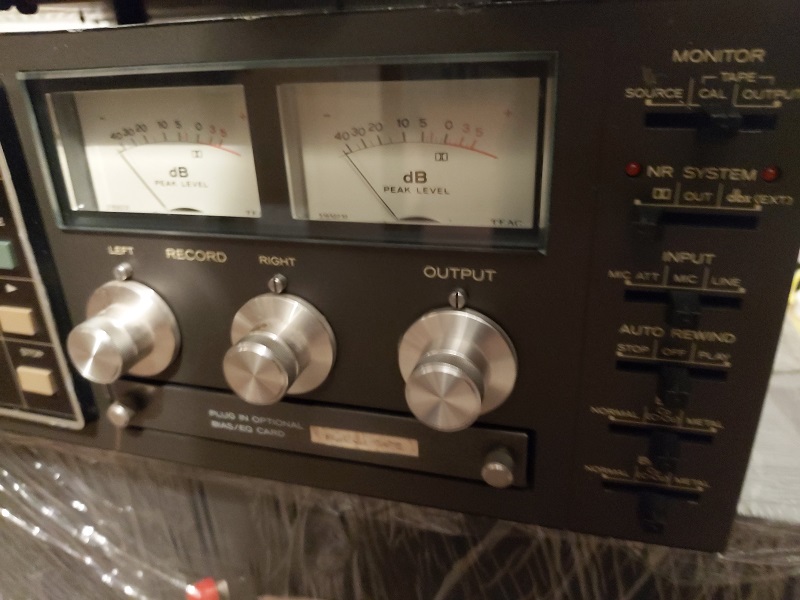 MONITOR
TAPE
SOURCE CAL OUTPUT
40 30 20 10 5 0 3 5
dB
PEAK LEVEL
TEAC
40 30 20 10 5 0 3 5
dB
PEAK LEVEL
TEAC
NR SYSTEM
OUT dbx (EXT)
LEFT RECORD RIGHT
OUTPUT
INPUT
MIC ATT MIC LINE
AUTO REWIND
STOP OFF PLAY
STOP
NORMAL METAL
PLUG IN OPTIONAL
BIAS/EQ CARD
NORMAL METAL